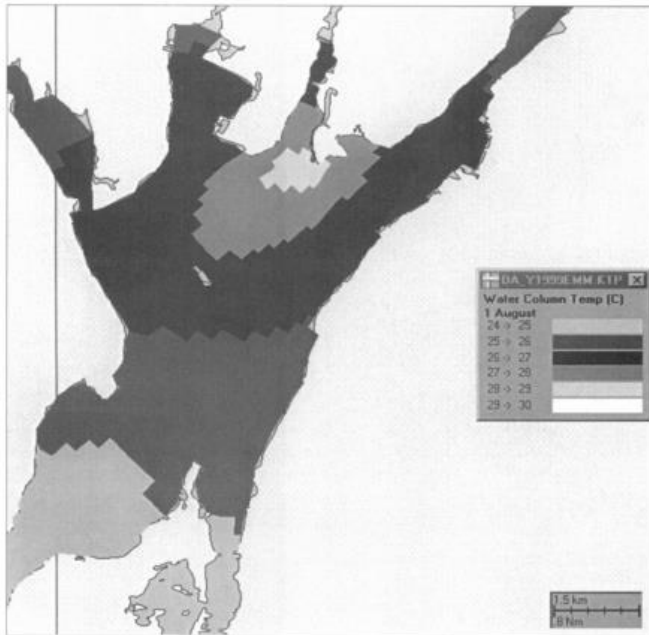 DA_Y1999EMM.KTP
Water Column Temp (C)
1 August
24 -> 25
25 -> 26
26 -> 27
27 -> 28
28 -> 29
29 -> 30
1.5 km
.8 Nm